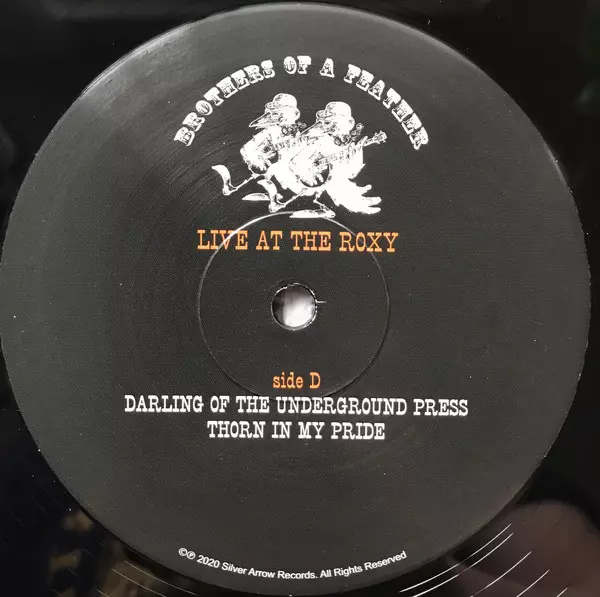 BROTHERS OF A FEATHER
LIVE AT THE ROXY
side D
DARLING OF THE UNDERGROUND PRESS
THORN IN MY PRIDE
©℗ 2020 Silver Arrow Records. All Rights Reserved